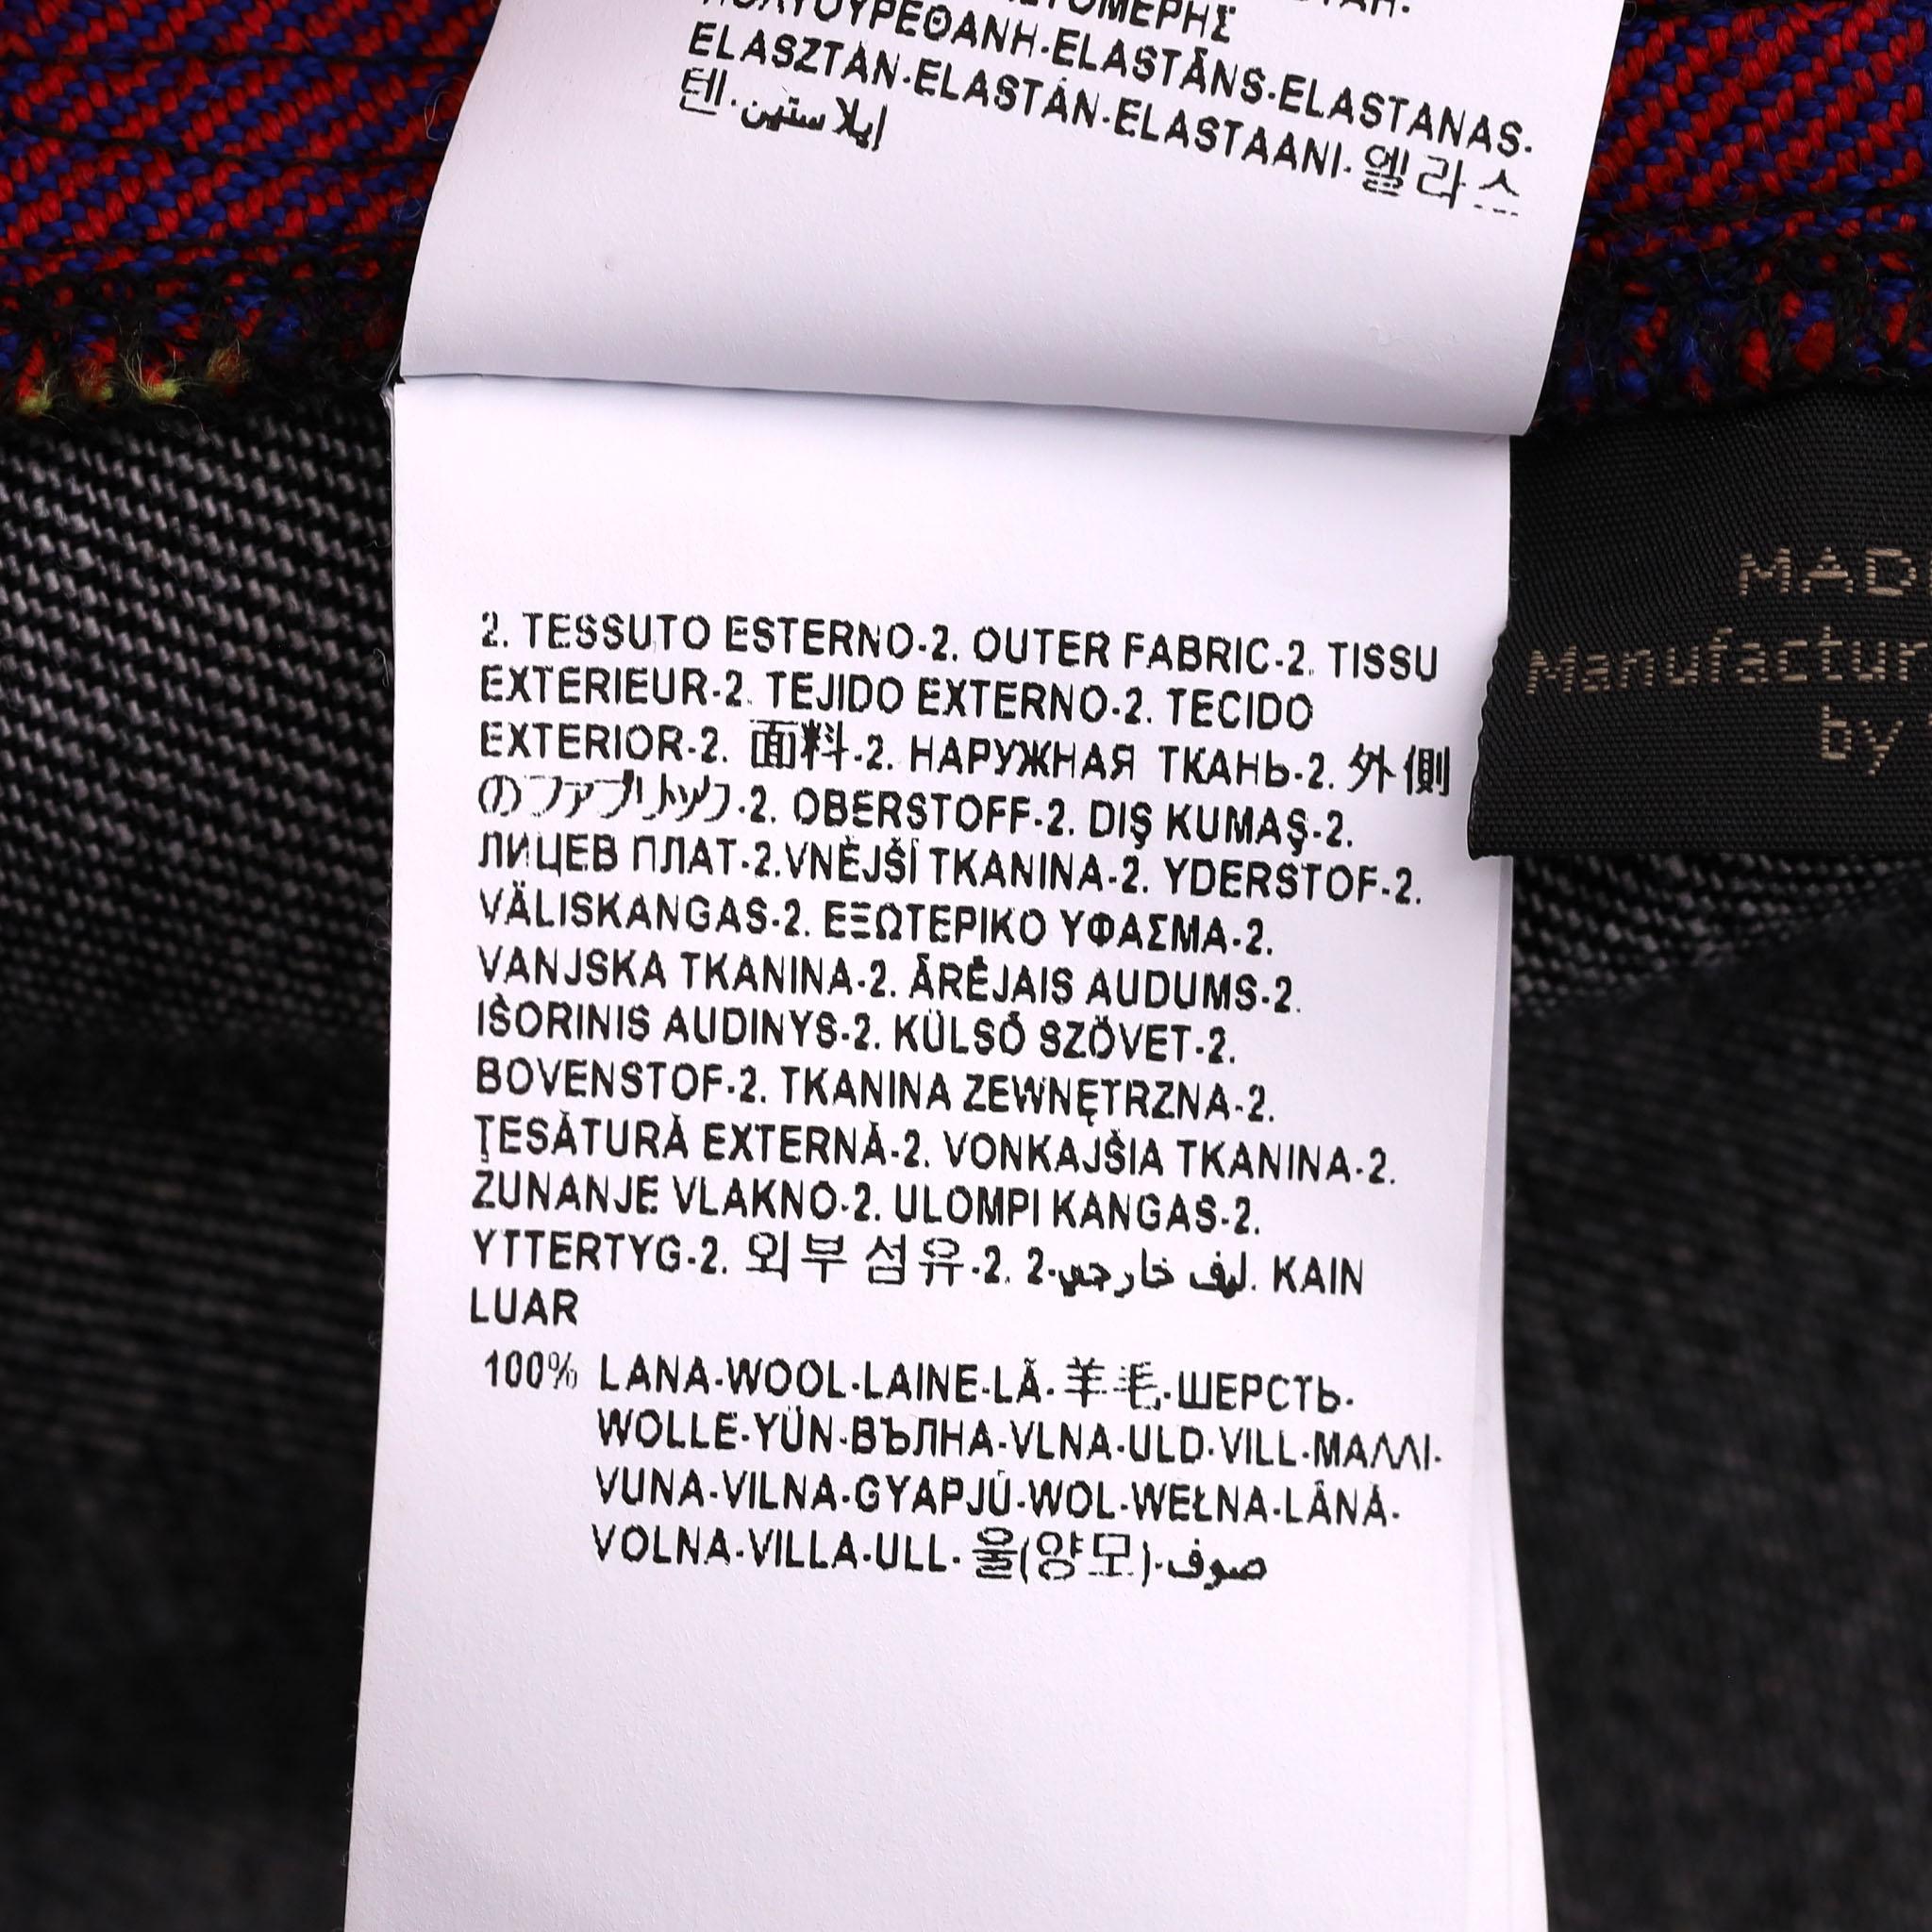 ΠΟΛΥΟΥΡΕΘΑΝΗ-ELASTĀNS-ELASTANAS-
ELASZTÁN-ELASTÁN-ELASTAANI-엘라스
텐-إيلاستين
2. TESSUTO ESTERNO-2. OUTER FABRIC-2. TISSU
EXTERIEUR-2. TEJIDO EXTERNO-2. TECIDO
EXTERIOR-2. 面料-2. НАРУЖНАЯ ТКАНЬ-2. 外側
のファブリック-2. OBERSTOFF-2. DIŞ KUMAŞ-2.
ЛИЦЕВ ПЛАТ-2.VNĚJŠÍ TKANINA-2. YDERSTOF-2.
VÄLISKANGAS-2. ΕΞΩΤΕΡΙΚΟ ΥΦΑΣΜΑ-2.
VANJSKA TKANINA-2. ĀRĒJAIS AUDUMS-2.
IŠORINIS AUDINYS-2. KÜLSŐ SZÖVET-2.
BOVENSTOF-2. TKANINA ZEWNĘTRZNA-2.
ŢESĂTURĂ EXTERNĂ-2. VONKAJŠIA TKANINA-2.
ZUNANJE VLAKNO-2. ULOMPI KANGAS-2.
YTTERTYG-2. 외부 섬유-2. ليف خارجي-2. KAIN
LUAR
100% LANA-WOOL-LAINE-LÃ-羊毛-ШЕРСТЬ-
WOLLE-YÜN-ВЪЛНА-VLNA-ULD-VILL-ΜΑΛΛΙ-
VUNA-VILNA-GYAPJÚ-WOL-WEŁNA-LÂNĂ-
VOLNA-VILLA-ULL-울(양모)-صوف
MAD
Manufactur
by